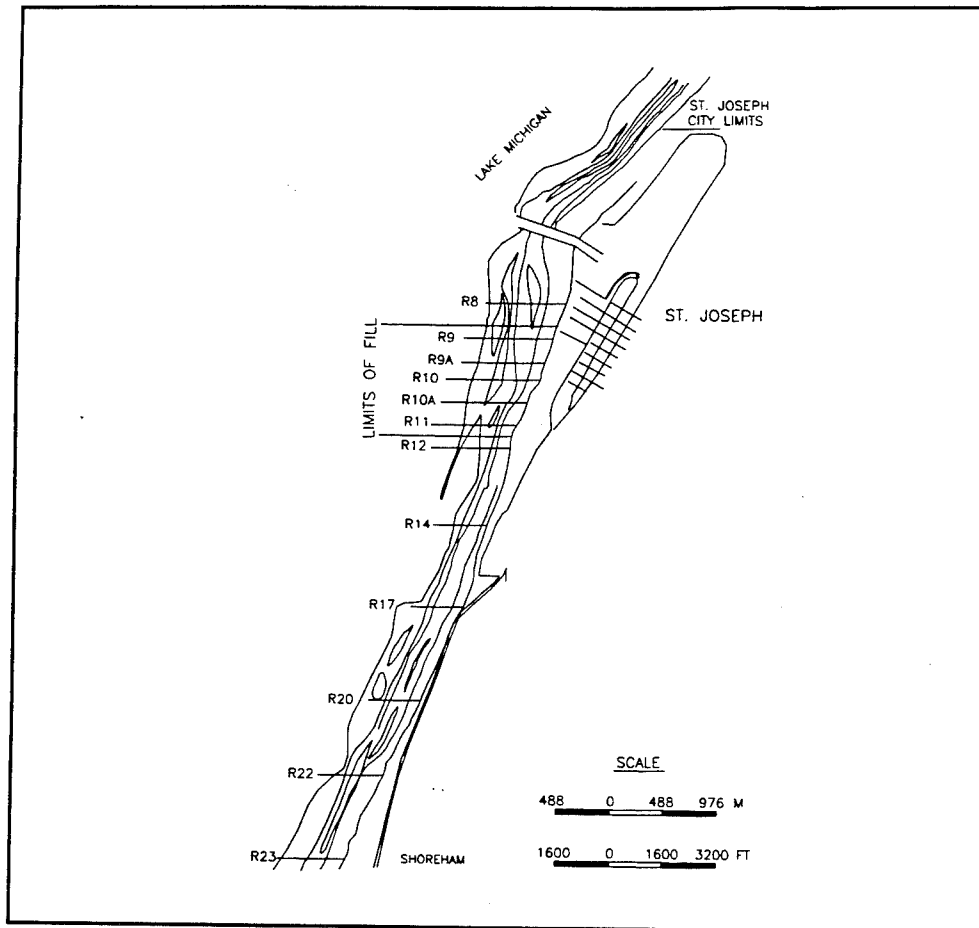 ST. JOSEPH
CITY LIMITS
LAKE MICHIGAN
R8
ST. JOSEPH
LIMITS OF FILL
R9
R9A
R10
R10A
R11
R12
R14
R17
R20
R22
R23
SHOREHAM
SCALE
488 0 488 976 M
1600 0 1600 3200 FT